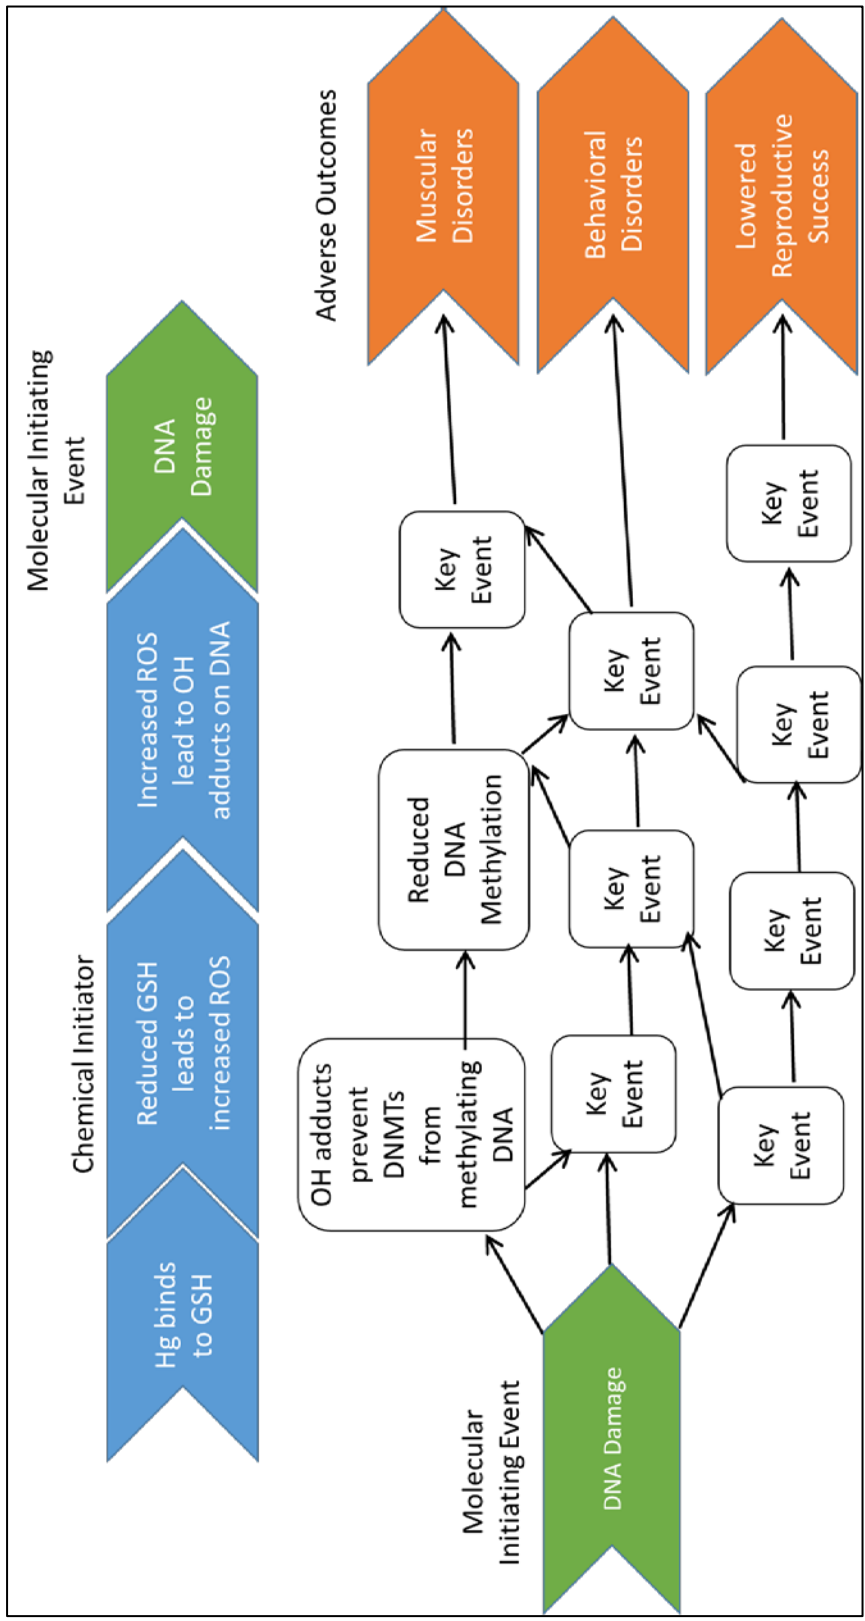 Chemical Initiator
Molecular Initiating
Event
Hg binds
to GSH
Reduced GSH
leads to
increased ROS
Increased ROS
lead to OH
adducts on DNA
DNA
Damage
Molecular
Initiating Event
Adverse Outcomes
DNA Damage
OH adducts
prevent
DNMTs
from
methylating
DNA
Reduced
DNA
Methylation
Key
Event
Muscular
Disorders
Key
Event
Key
Event
Key
Event
Behavioral
Disorders
Key
Event
Key
Event
Key
Event
Key
Event
Lowered
Reproductive
Success